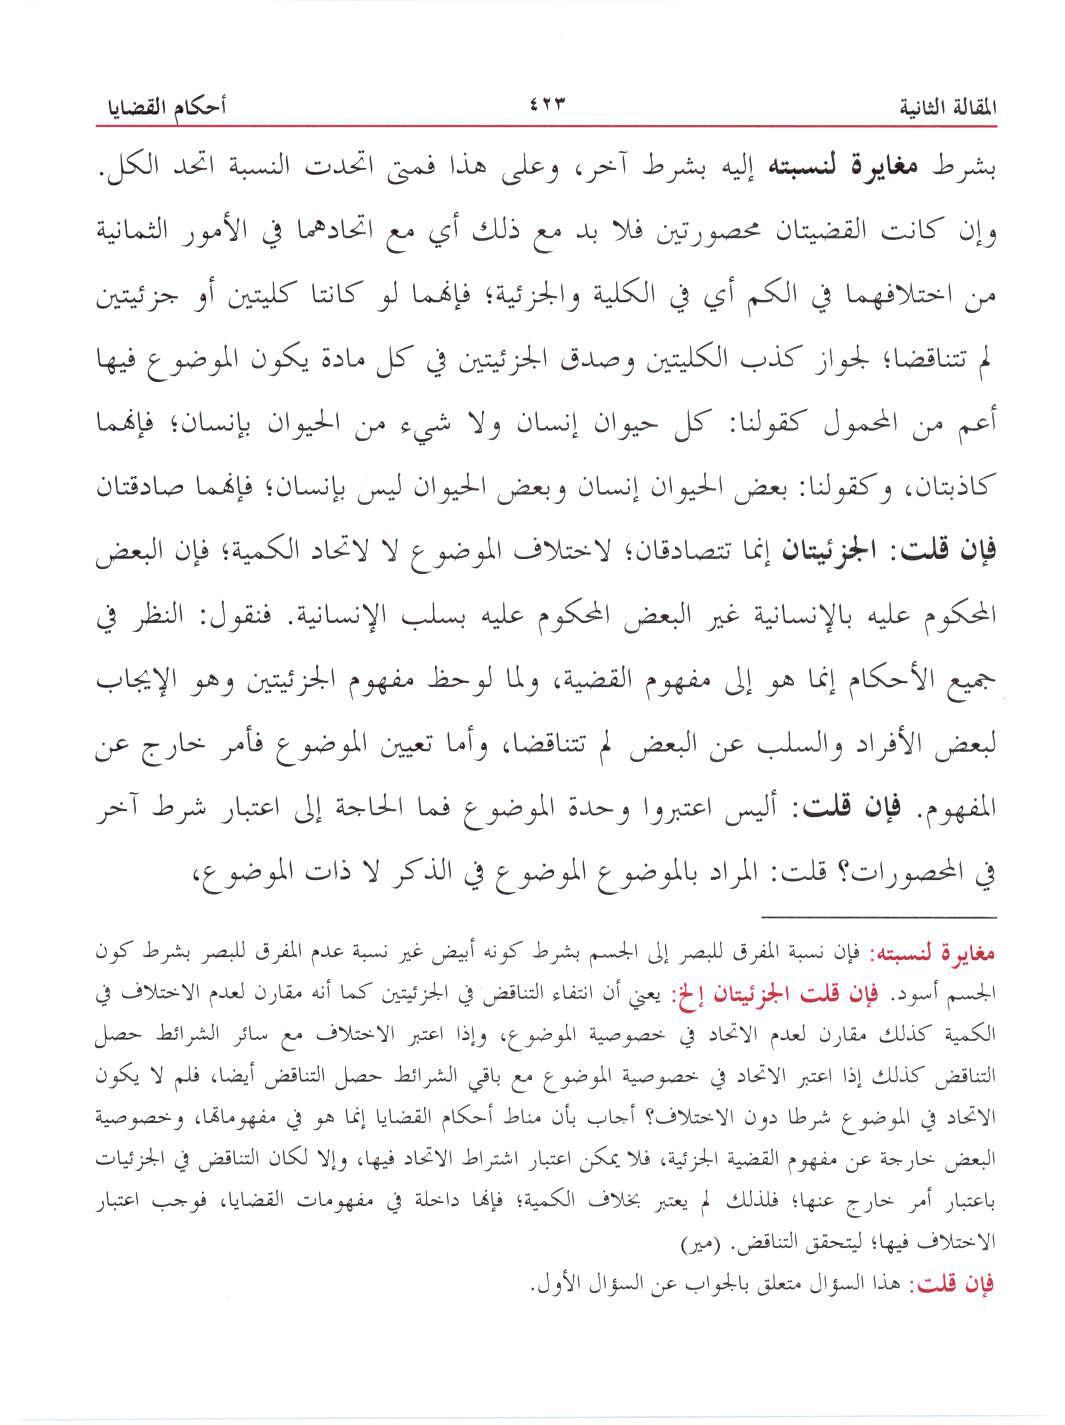 المقالة الثانية ٤٢٣ أحكام القضايا
بشرط مغايرة لنسبته إليه بشرط آخر، وعلى هذا فمتى اتحدت النسبة اتحد الكل.
وإن كانت القضيتان محصورتين فلا بد مع ذلك أي مع اتحادهما في الأمور الثمانية
من اختلافهما في الكم أي في الكلية والجزئية؛ فإنهما لو كانتا كليتين أو جزئيتين
لم تتناقضا؛ لجواز كذب الكليتين وصدق الجزئيتين في كل مادة يكون الموضوع فيها
أعم من المحمول كقولنا: كل حيوان إنسان ولا شيء من الحيوان بإنسان؛ فإنهما
كاذبتان، وكقولنا: بعض الحيوان إنسان وبعض الحيوان ليس بإنسان؛ فإنهما صادقتان
فإن قلت: الجزئيتان إنما تتصادقان؛ لاختلاف الموضوع لا لاتحاد الكمية؛ فإن البعض
المحكوم عليه بالإنسانية غير البعض المحكوم عليه بسلب الإنسانية. فنقول: النظر في
جميع الأحكام إنما هو إلى مفهوم القضية، ولما لوحظ مفهوم الجزئيتين وهو الإيجاب
لبعض الأفراد والسلب عن البعض لم تتناقضا، وأما تعيين الموضوع فأمر خارج عن
المفهوم. فإن قلت: أليس اعتبروا وحدة الموضوع فما الحاجة إلى اعتبار شرط آخر
في المحصورات؟ قلت: المراد بالموضوع الموضوع في الذكر لا ذات الموضوع،
مغايرة لنسبته: فإن نسبة المفرق للبصر إلى الجسم بشرط كونه أبيض غير نسبة عدم المفرق للبصر بشرط كون
الجسم أسود. فإن قلت الجزئيتان إلخ: يعني أن انتفاء التناقض في الجزئيتين كما أنه مقارن لعدم الاختلاف في
الكمية كذلك مقارن لعدم الاتحاد في خصوصية الموضوع، وإذا اعتبر الاختلاف مع سائر الشرائط حصل
التناقض كذلك إذا اعتبر الاتحاد في خصوصية الموضوع مع باقي الشرائط حصل التناقض أيضا، فلم لا يكون
الاتحاد في الموضوع شرطا دون الاختلاف؟ أجاب بأن مناط أحكام القضايا إنما هو في مفهوماتها، وخصوصية
البعض خارجة عن مفهوم القضية الجزئية، فلا يمكن اعتبار اشتراط الاتحاد فيها، وإلا لكان التناقض في الجزئيات
باعتبار أمر خارج عنها؛ فلذلك لم يعتبر بخلاف الكمية؛ فإنها داخلة في مفهومات القضايا، فوجب اعتبار
الاختلاف فيها؛ ليتحقق التناقض. (مير)
فإن قلت: هذا السؤال متعلق بالجواب عن السؤال الأول.